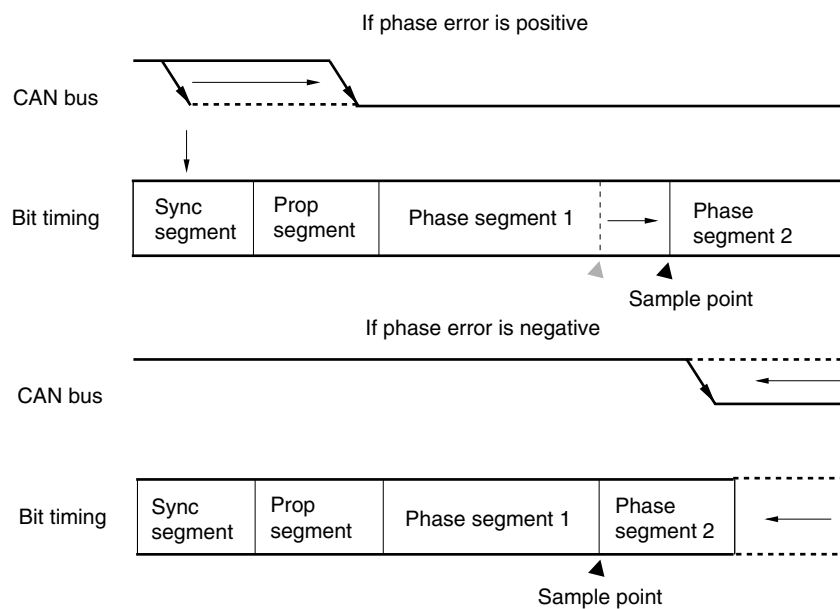 If phase error is positive
CAN bus
Bit timing
Sync
segment
Prop
segment
Phase segment 1
Phase
segment 2
Sample point
If phase error is negative
CAN bus
Bit timing
Sync
segment
Prop
segment
Phase segment 1
Phase
segment 2
Sample point